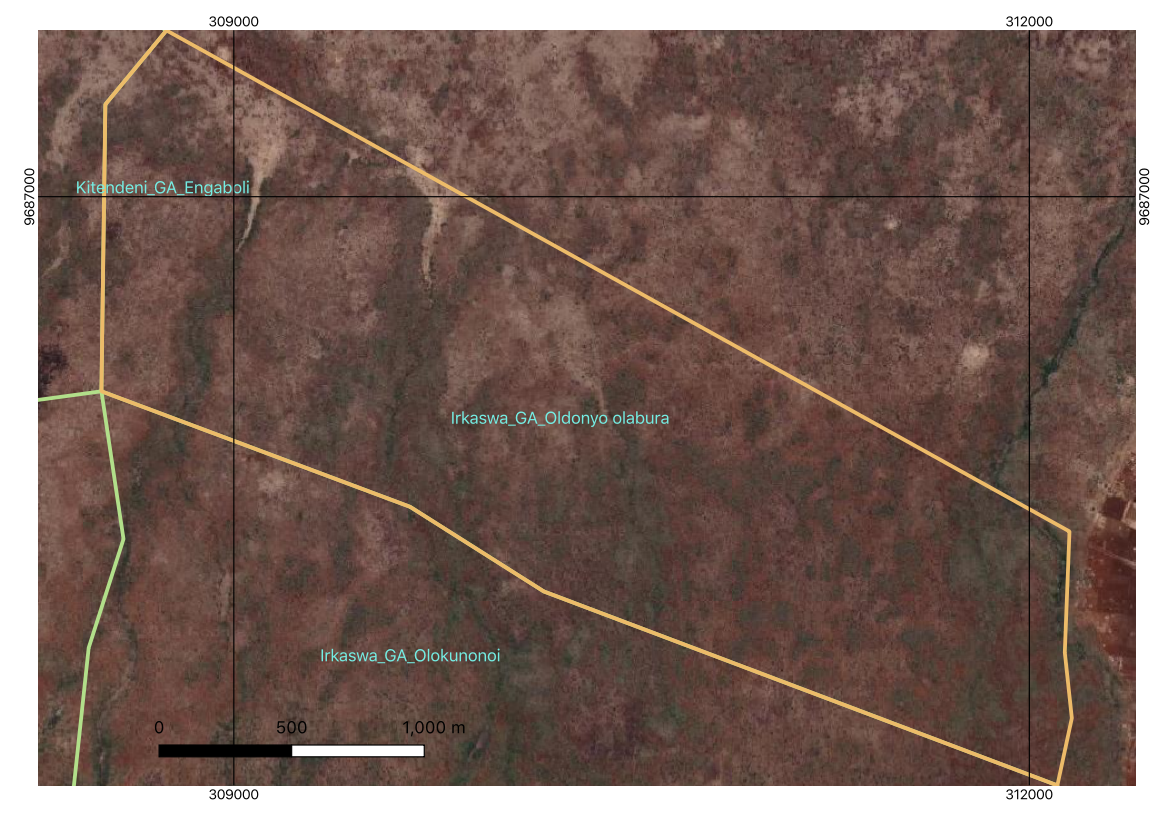 309000 312000
9687000 9687000
Kitendeni_GA_Engaboli
Irkaswa_GA_Oldonyo olabura
Irkaswa_GA_Olokunonoi
0 500 1,000 m
309000 312000